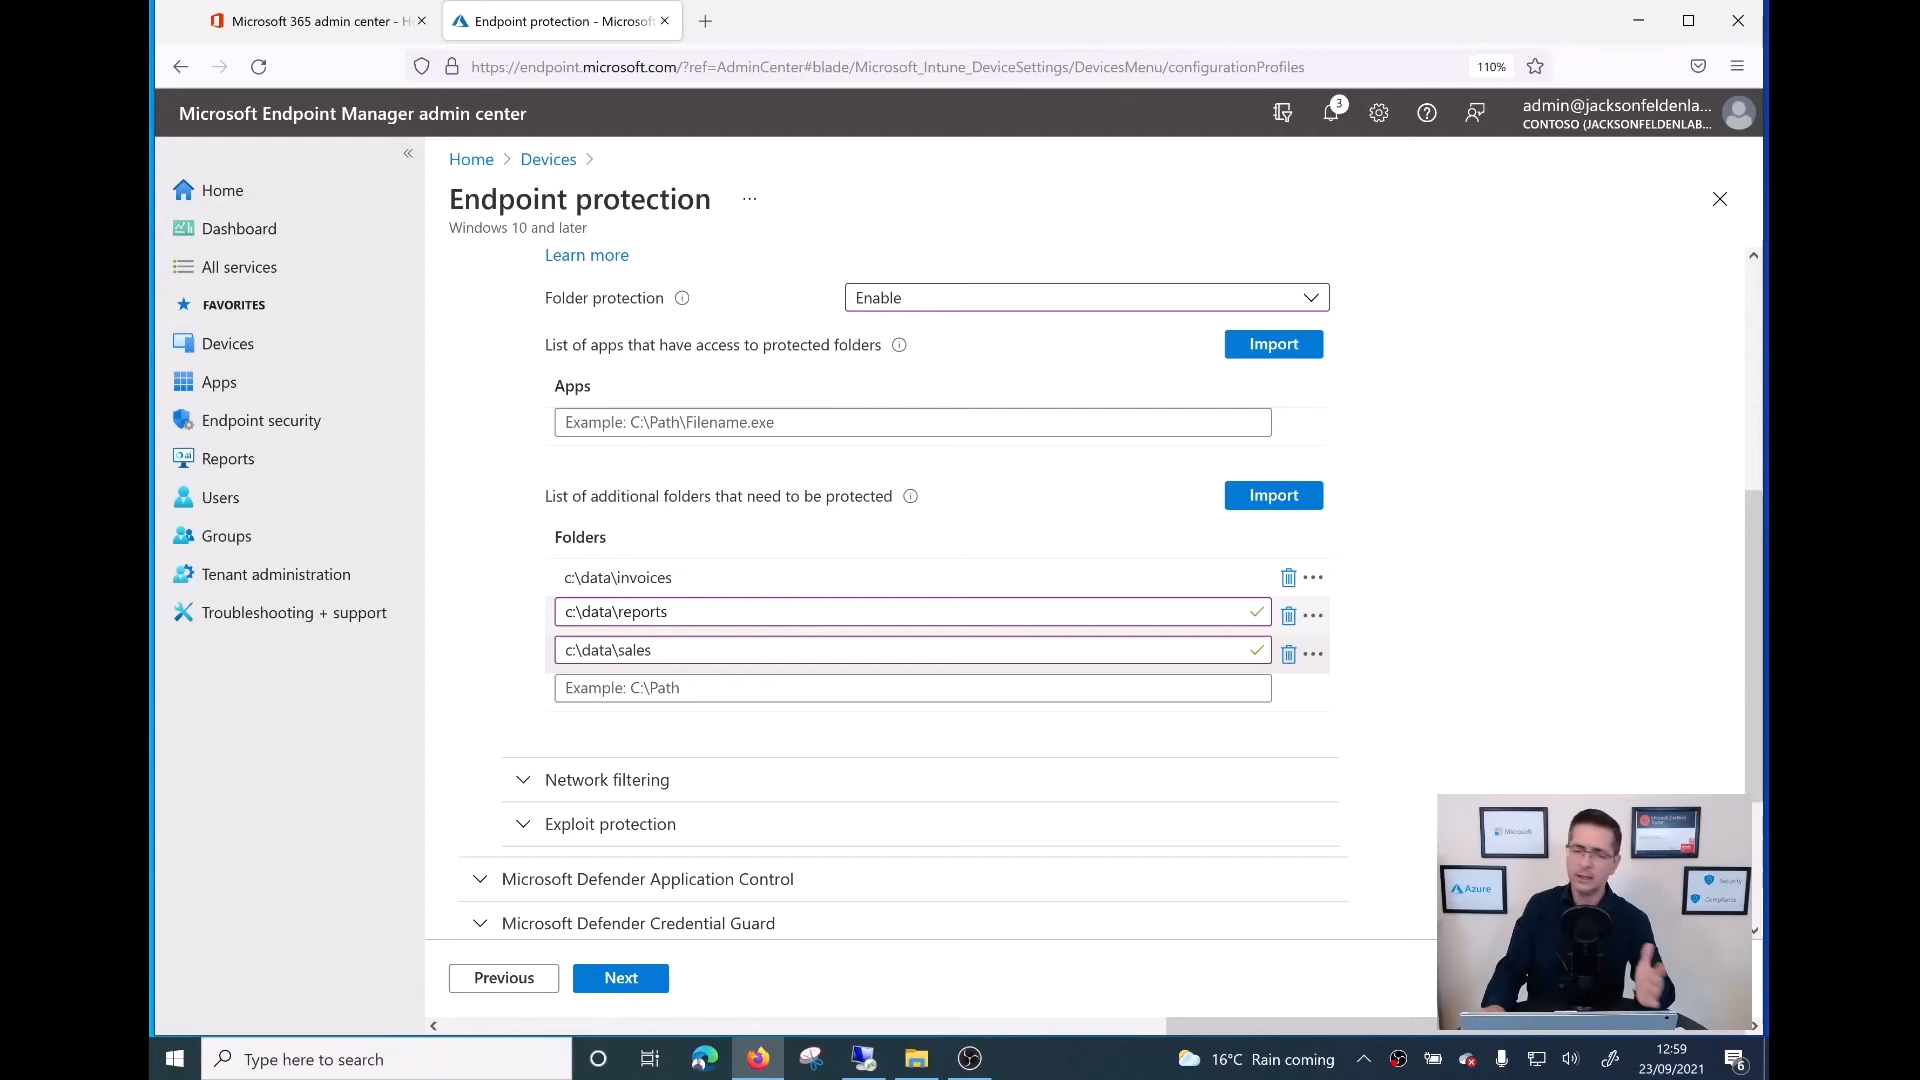 Microsoft 365 admin center - H
Endpoint protection - Microsoft
https://endpoint.microsoft.com/?ref=AdminCenter#blade/Microsoft_Intune_DeviceSettings/DevicesMenu/configurationProfiles
110%
Microsoft Endpoint Manager admin center
3
admin@jacksonfeldenla...
CONTOSO (JACKSONFELDENLAB...
Home
Dashboard
All services
FAVORITES
Devices
Apps
Endpoint security
Reports
Users
Groups
Tenant administration
Troubleshooting + support
Home
Devices
Endpoint protection
...
Windows 10 and later
Learn more
Folder protection
Enable
List of apps that have access to protected folders
Import
Apps
Example: C:\Path\Filename.exe
List of additional folders that need to be protected
Import
Folders
c:\data\invoices
c:\data\reports
c:\data\sales
Example: C:\Path
Network filtering
Exploit protection
Microsoft Defender Application Control
Microsoft Defender Credential Guard
Previous
Next
Microsoft
Azure
Security
Compliance
Type here to search
16°C Rain coming
12:59
23/09/2021
6